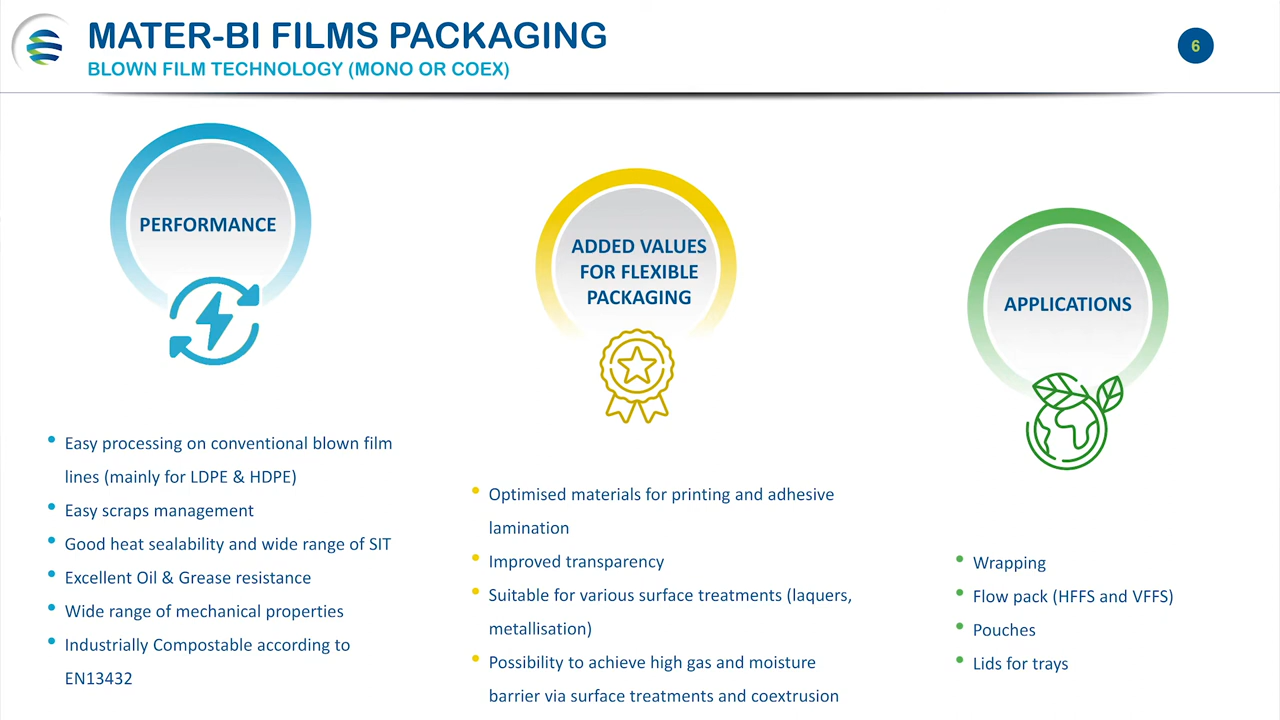 MATER-BI FILMS PACKAGING
BLOWN FILM TECHNOLOGY (MONO OR COEX)
6
PERFORMANCE
• Easy processing on conventional blown film
lines (mainly for LDPE & HDPE)
• Easy scraps management
• Good heat sealability and wide range of SIT
• Excellent Oil & Grease resistance
• Wide range of mechanical properties
• Industrially Compostable according to
EN13432
ADDED VALUES
FOR FLEXIBLE
PACKAGING
• Optimised materials for printing and adhesive
lamination
• Improved transparency
• Suitable for various surface treatments (laquers,
metallisation)
• Possibility to achieve high gas and moisture
barrier via surface treatments and coextrusion
APPLICATIONS
• Wrapping
• Flow pack (HFFS and VFFS)
• Pouches
• Lids for trays